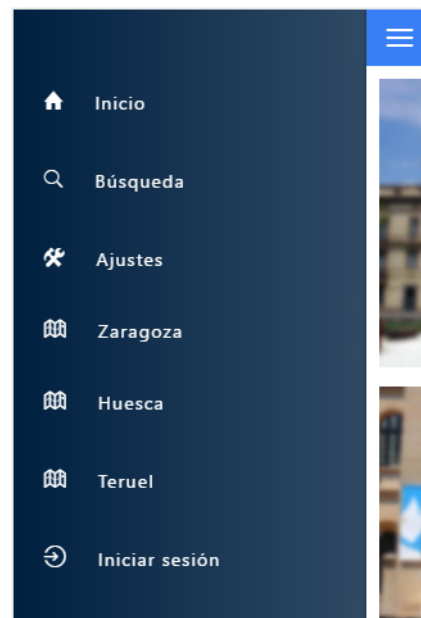 Inicio
Búsqueda
Ajustes
Zaragoza
Huesca
Teruel
Iniciar sesión